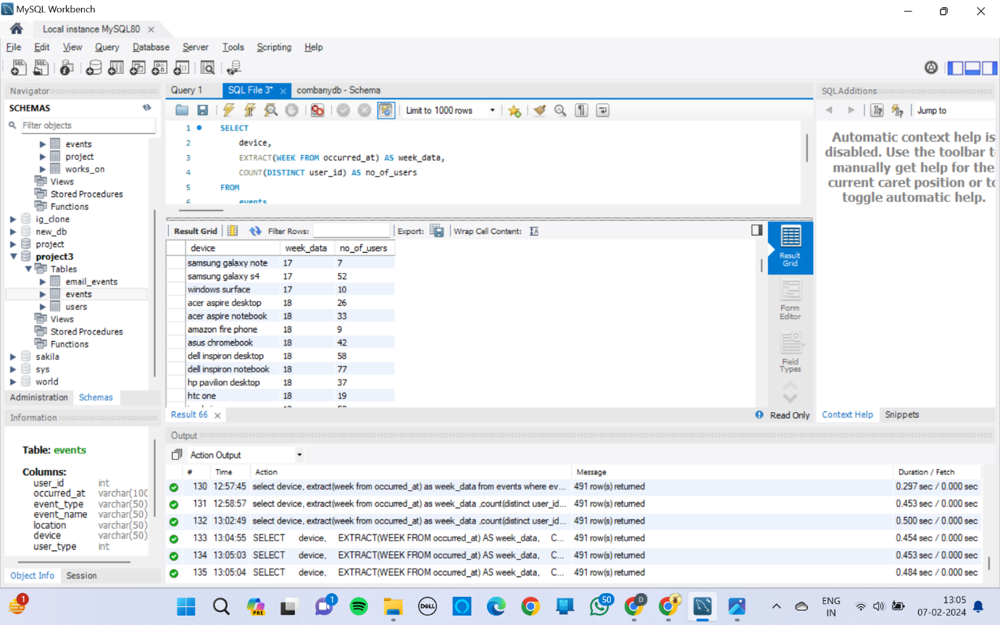 MySQL Workbench
Local instance MySQL80
File Edit View Query Database Server Tools Scripting Help
Navigator
SCHEMAS
Filter objects
events
project
works_on
Views
Stored Procedures
Functions
ig_clone
new_db
project
project3
Tables
email_events
events
users
Views
Stored Procedures
Functions
sakila
sys
world
Administration Schemas
Information
Table: events
Columns:
user_id int
occurred_at varchar(100
event_type varchar(50)
event_name varchar(50)
location varchar(50)
device varchar(50)
user_type int
Object Info Session
Query 1 SQL File 3* combanydb - Schema
Limit to 1000 rows
1 SELECT
2 device,
3 EXTRACT(WEEK FROM occurred_at) AS week_data,
4 COUNT(DISTINCT user_id) AS no_of_users
5 FROM
6 events
Result Grid Filter Rows: Export: Wrap Cell Content:
device week_data no_of_users
samsung galaxy note 17 7
samsung galaxy s4 17 52
windows surface 17 10
acer aspire desktop 18 26
acer aspire notebook 18 33
amazon fire phone 18 9
asus chromebook 18 42
dell inspiron desktop 18 58
dell inspiron notebook 18 77
hp pavilion desktop 18 37
htc one 18 19
Result Grid
Form Editor
Field Types
Result 66 Read Only
SQLAdditions
Jump to
Automatic context help is
disabled. Use the toolbar t
manually get help for the
current caret position or to
toggle automatic help.
Context Help Snippets
Output
Action Output
# Time Action Message Duration / Fetch
130 12:57:45 select device, extract(week from occurred_at) as week_data from events where ev... 491 row(s) returned 0.297 sec / 0.000 sec
131 12:58:57 select device, extract(week from occurred_at) as week_data ,count(distinct user_id... 491 row(s) returned 0.453 sec / 0.000 sec
132 13:02:49 select device, extract(week from occurred_at) as week_data ,count(distinct user_id... 491 row(s) returned 0.500 sec / 0.000 sec
133 13:04:55 SELECT device, EXTRACT(WEEK FROM occurred_at) AS week_data, C... 491 row(s) returned 0.454 sec / 0.000 sec
134 13:05:03 SELECT device, EXTRACT(WEEK FROM occurred_at) AS week_data, C... 491 row(s) returned 0.453 sec / 0.000 sec
135 13:05:04 SELECT device, EXTRACT(WEEK FROM occurred_at) AS week_data, C... 491 row(s) returned 0.484 sec / 0.000 sec
1 PRE 1 DELL 50 D
ENG
IN
13:05
07-02-2024